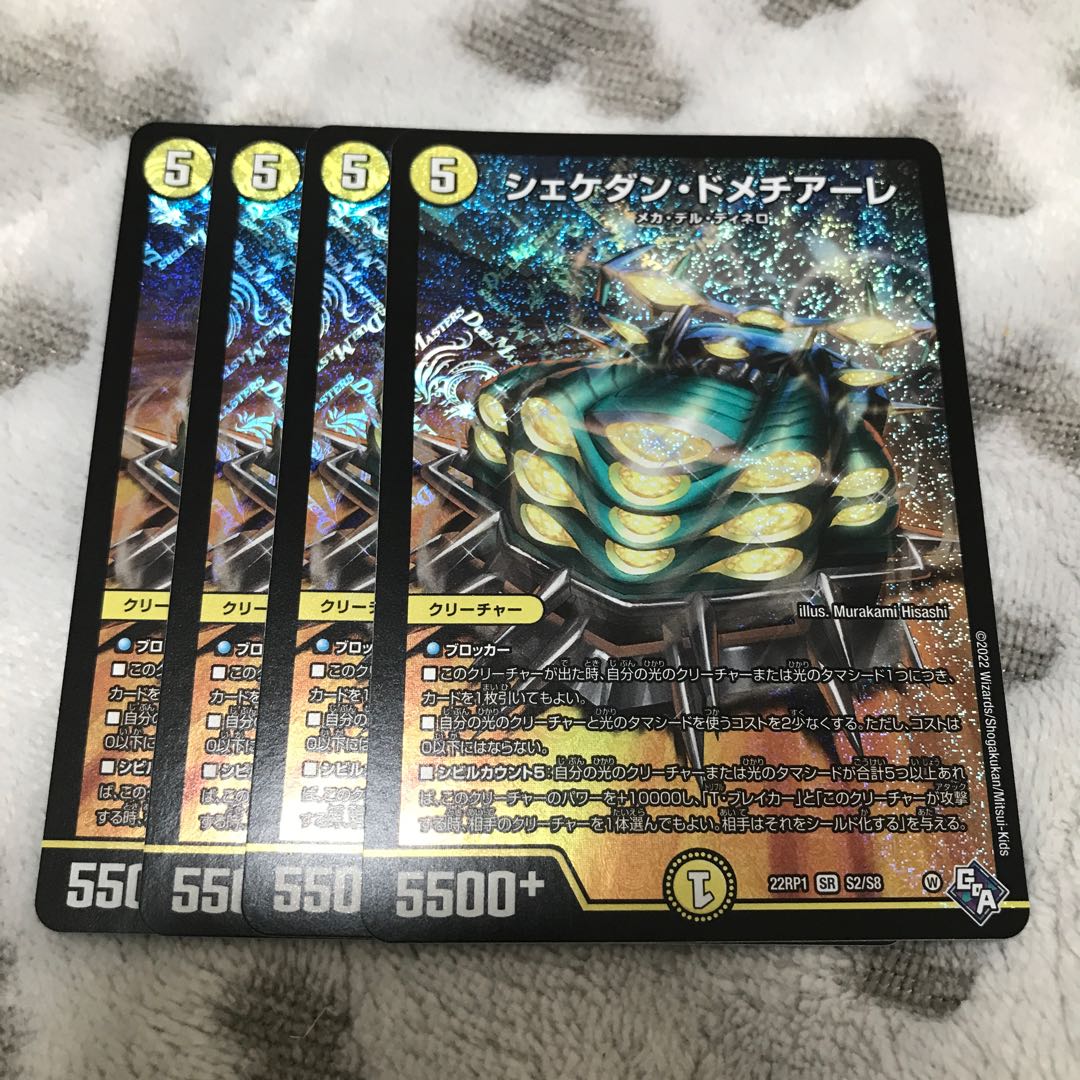 5
5
5
5
シェケダン・ドメチアーレ
メカ・デル・ディネロ
DUEL MASTERS
illus. Murakami Hisashi
クリーチャー
■ブロッカー
■このクリーチャーが出た時、自分の光のクリーチャーまたは光のタマシード1つにつき、
カードを1枚引いてもよい。
■自分の光のクリーチャーと光のタマシードを使うコストを2少なくする。ただし、コストは
0以下にはならない。
■シビルカウント5:自分の光のクリーチャーまたは光のタマシードが合計5つ以上あれ
ば、このクリーチャーのパワーを+10000し、「T・ブレイカー」と「このクリーチャーが攻撃
する時、相手のクリーチャーを1体選んでもよい。相手はそれをシールド化する」を与える。
5500+
1
22RP1 SR S2/S8
W
GoA
©2022 Wizards/Shogakukan/Mitsui-Kids
クリー
クリー
クリーチ
550
550
550